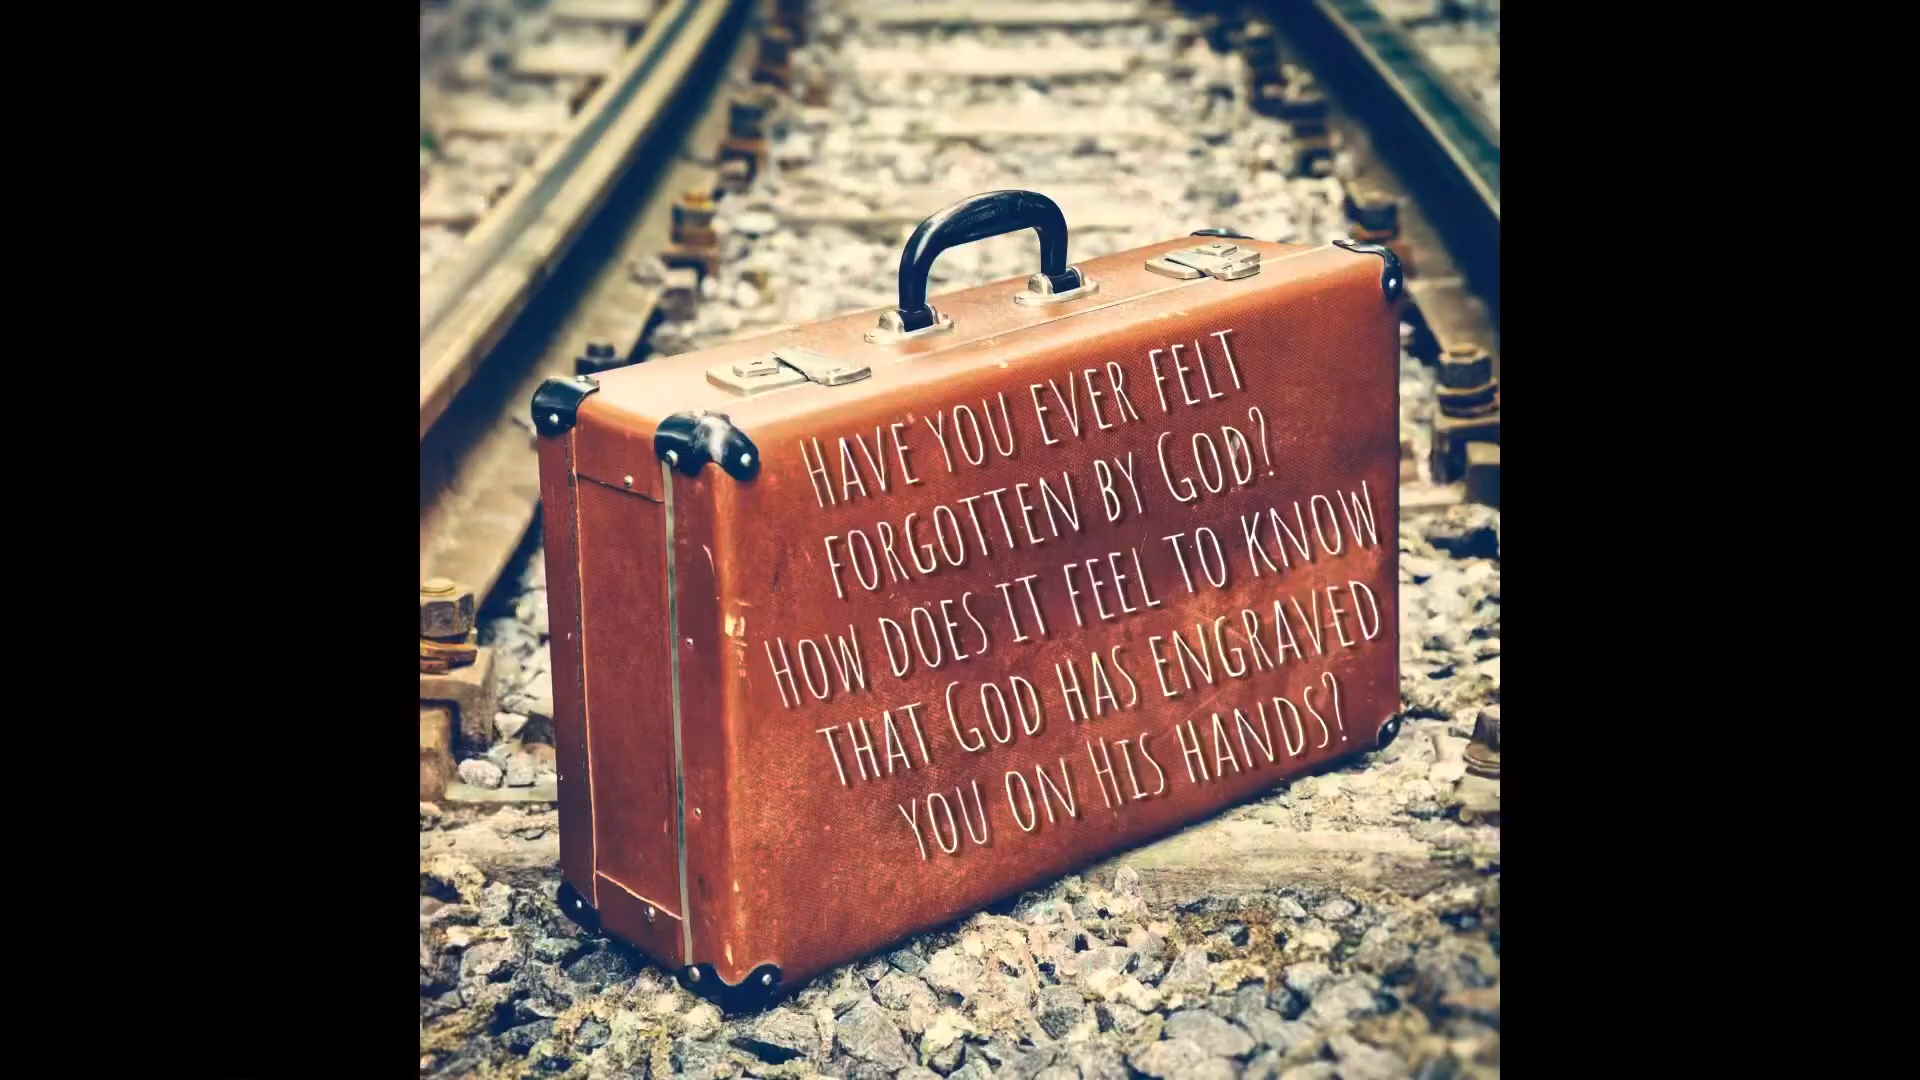 Have you ever felt
forgotten by God?
How does it feel to know
that God has engraved
you on His hands?